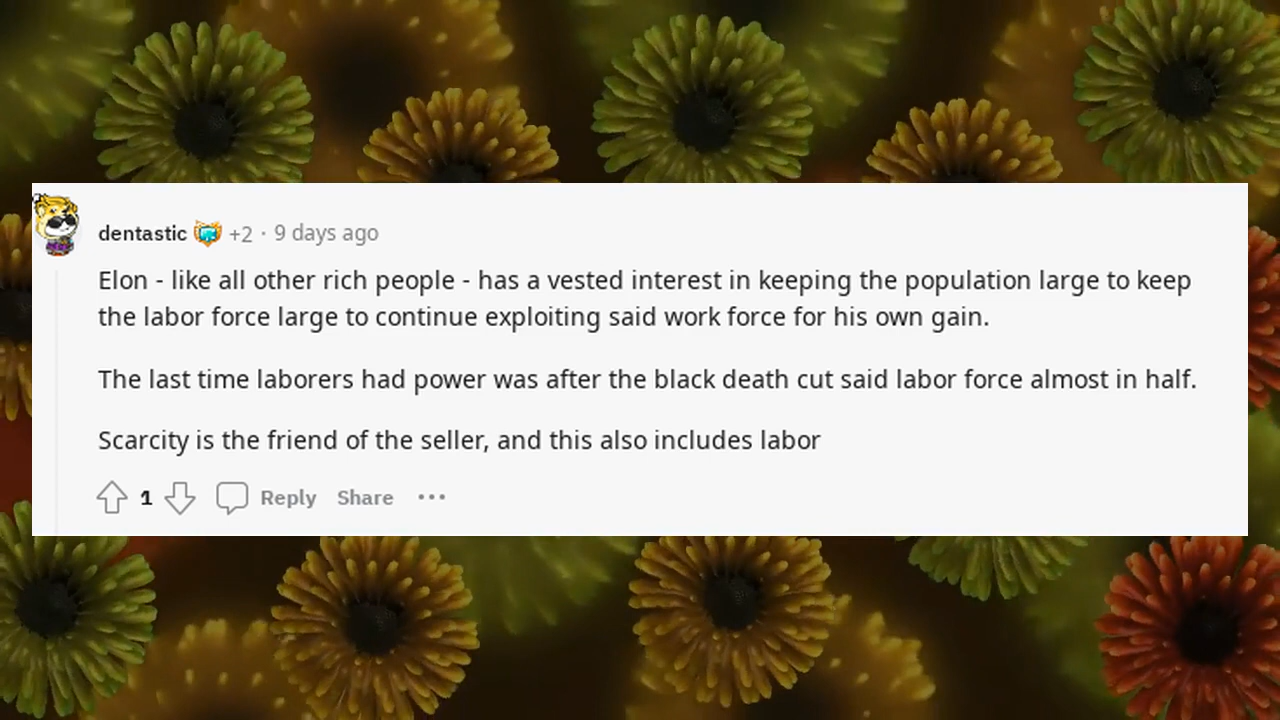 dentastic +2 · 9 days ago
Elon - like all other rich people - has a vested interest in keeping the population large to keep
the labor force large to continue exploiting said work force for his own gain.
The last time laborers had power was after the black death cut said labor force almost in half.
Scarcity is the friend of the seller, and this also includes labor
1 Reply Share ···